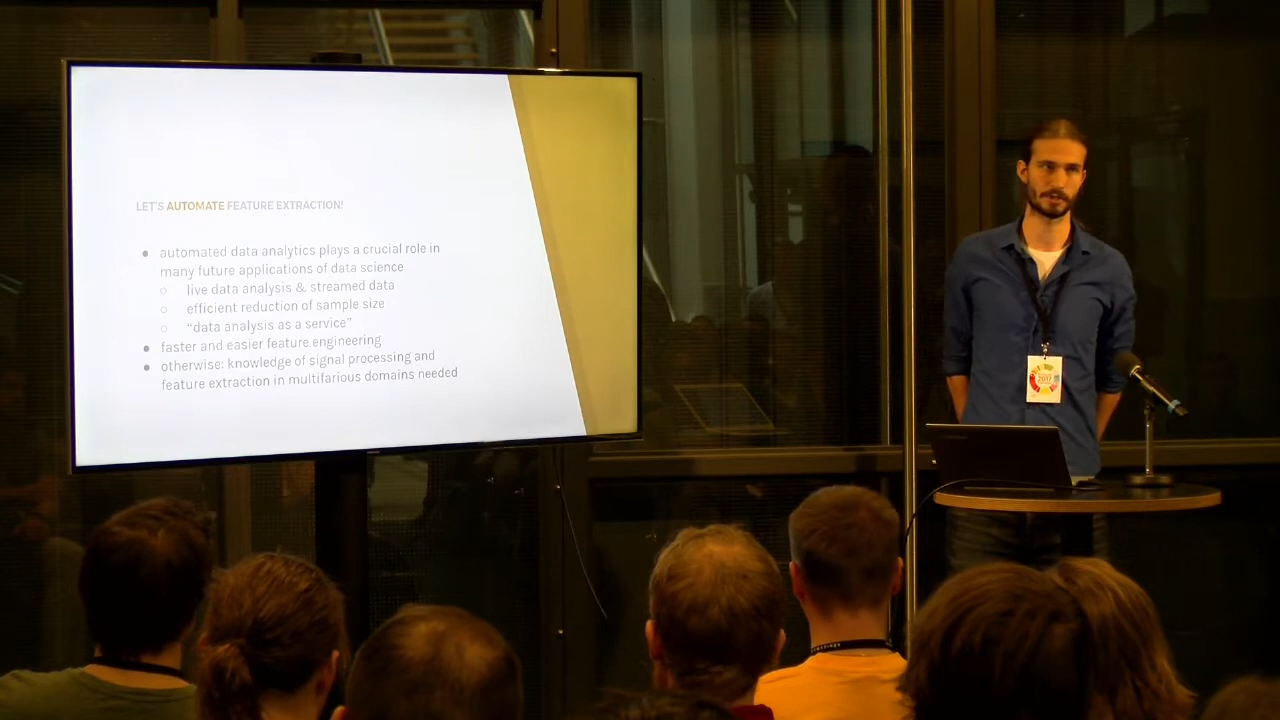 LET'S AUTOMATE FEATURE EXTRACTION!
● automated data analytics plays a crucial role in
many future applications of data science
○ live data analysis & streamed data
○ efficient reduction of sample size
○ “data analysis as a service”
● faster and easier feature engineering
● otherwise: knowledge of signal processing and
feature extraction in multifarious domains needed
2017